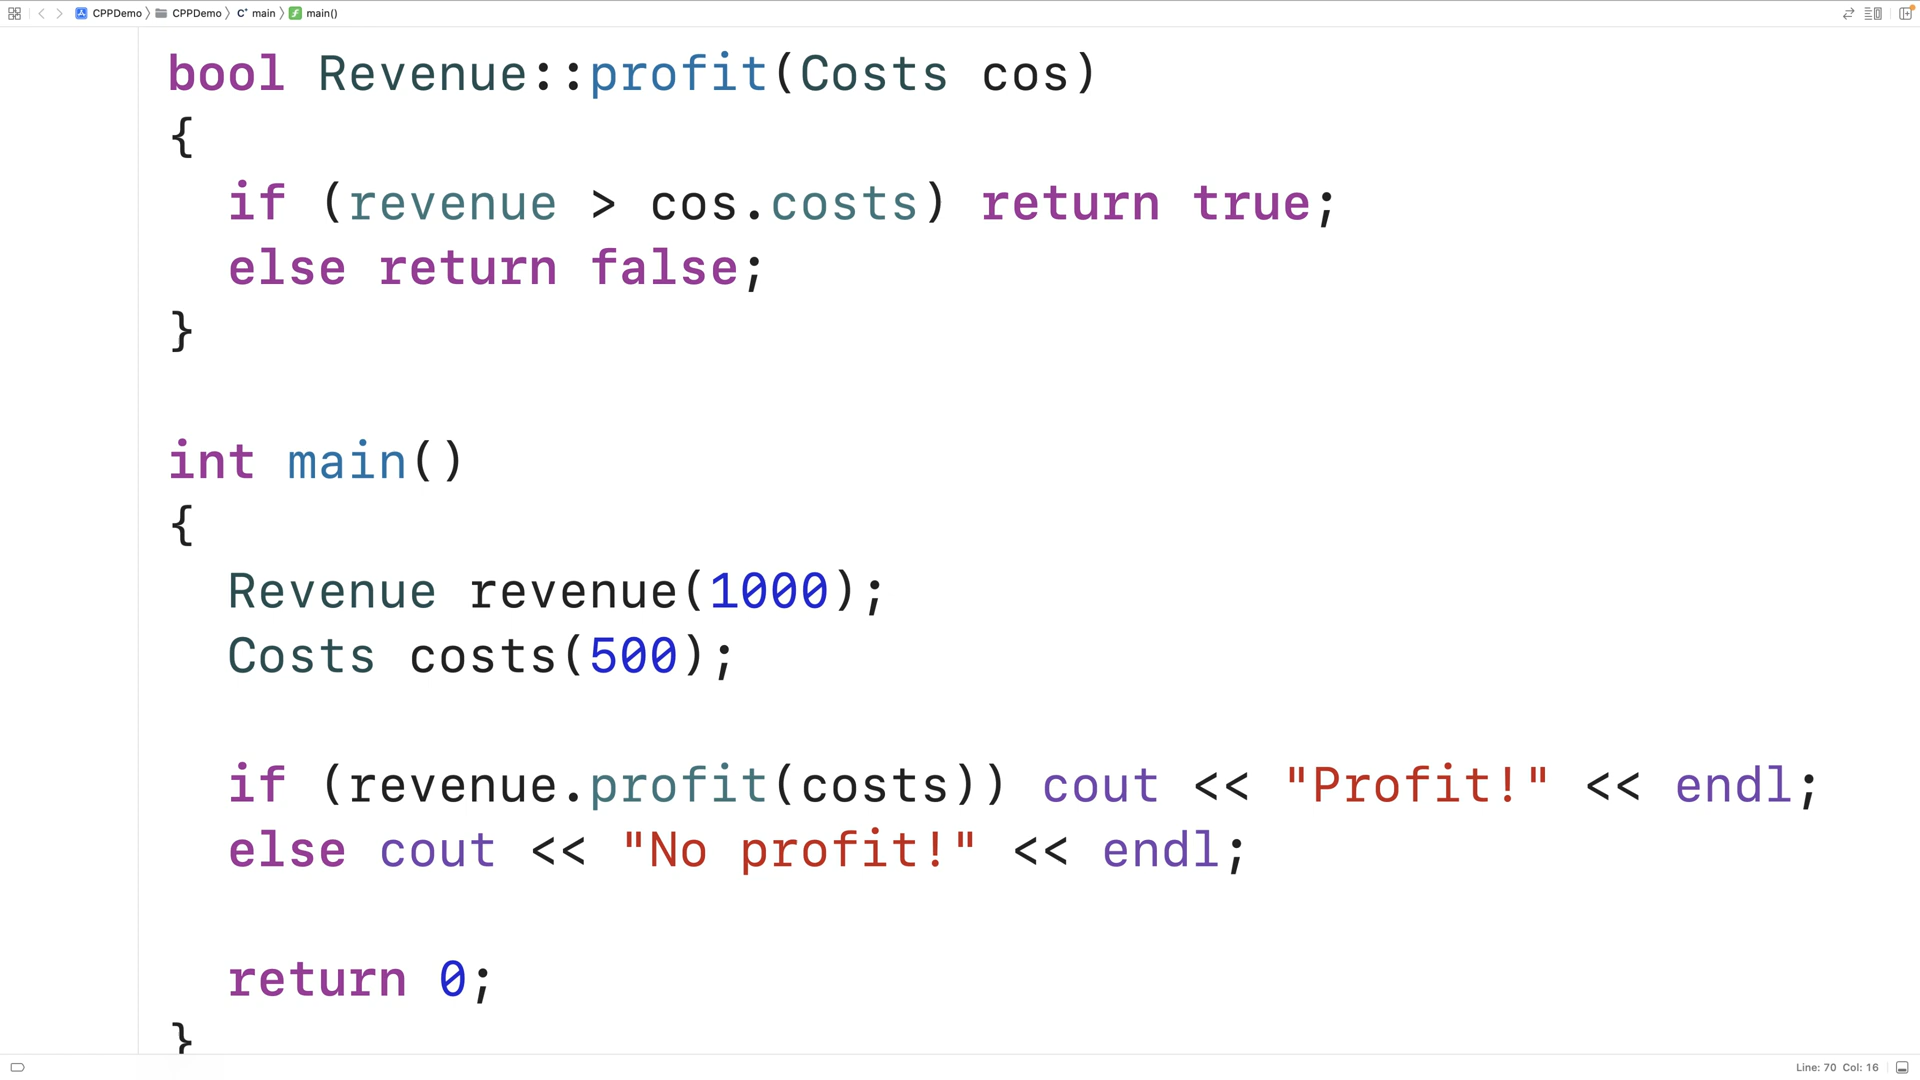 CPPDemo 〉 CPPDemo 〉 C⁺ main 〉 f main()
bool Revenue::profit(Costs cos)
{
  if (revenue > cos.costs) return true;
  else return false;
}
int main()
{
  Revenue revenue(1000);
  Costs costs(500);
  if (revenue.profit(costs)) cout << "Profit!" << endl;
  else cout << "No profit!" << endl;
  return 0;
}
Line: 70 Col: 16